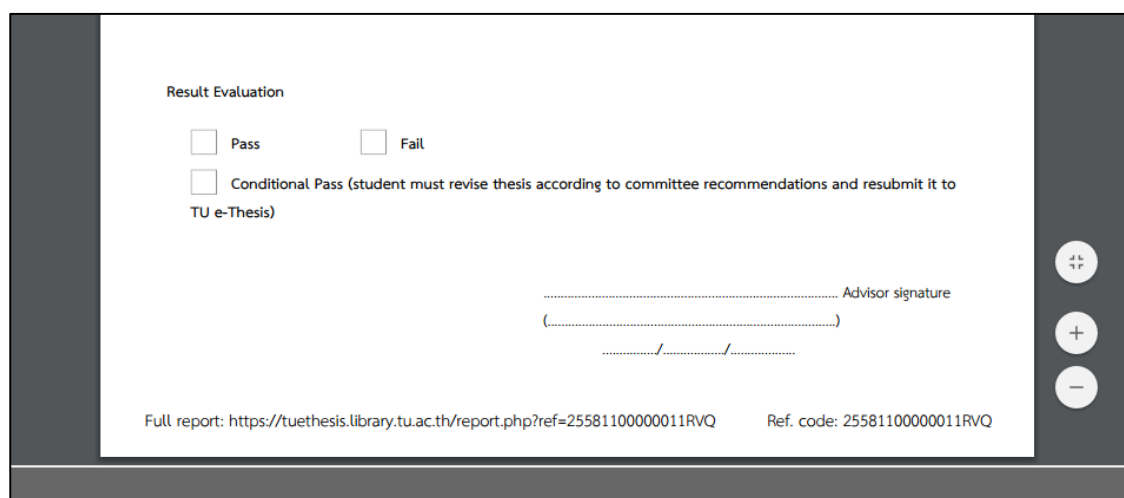 Result Evaluation
Pass Fail
Conditional Pass (student must revise thesis according to committee recommendations and resubmit it to
TU e-Thesis)
........................................................................................ Advisor signature
(......................................................................................)
................/.................../....................
Full report: https://tuethesis.library.tu.ac.th/report.php?ref=25581100000011RVQ Ref. code: 25581100000011RVQ